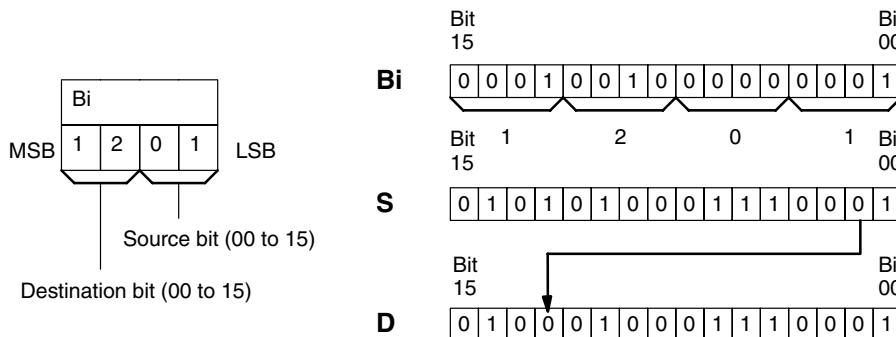 Bit
15
Bi
00
Bi
0 0 0 1 0 0 1 0 0 0 0 0 0 0 0 1
1 2 0 1
Bi
MSB 1 2 0 1 LSB
Source bit (00 to 15)
Destination bit (00 to 15)
Bit
15
Bi
00
S
0 1 0 1 0 1 0 0 0 1 1 1 0 0 0 1
Bit
15
Bi
00
D
0 1 0 0 0 1 0 0 0 1 1 1 0 0 0 1